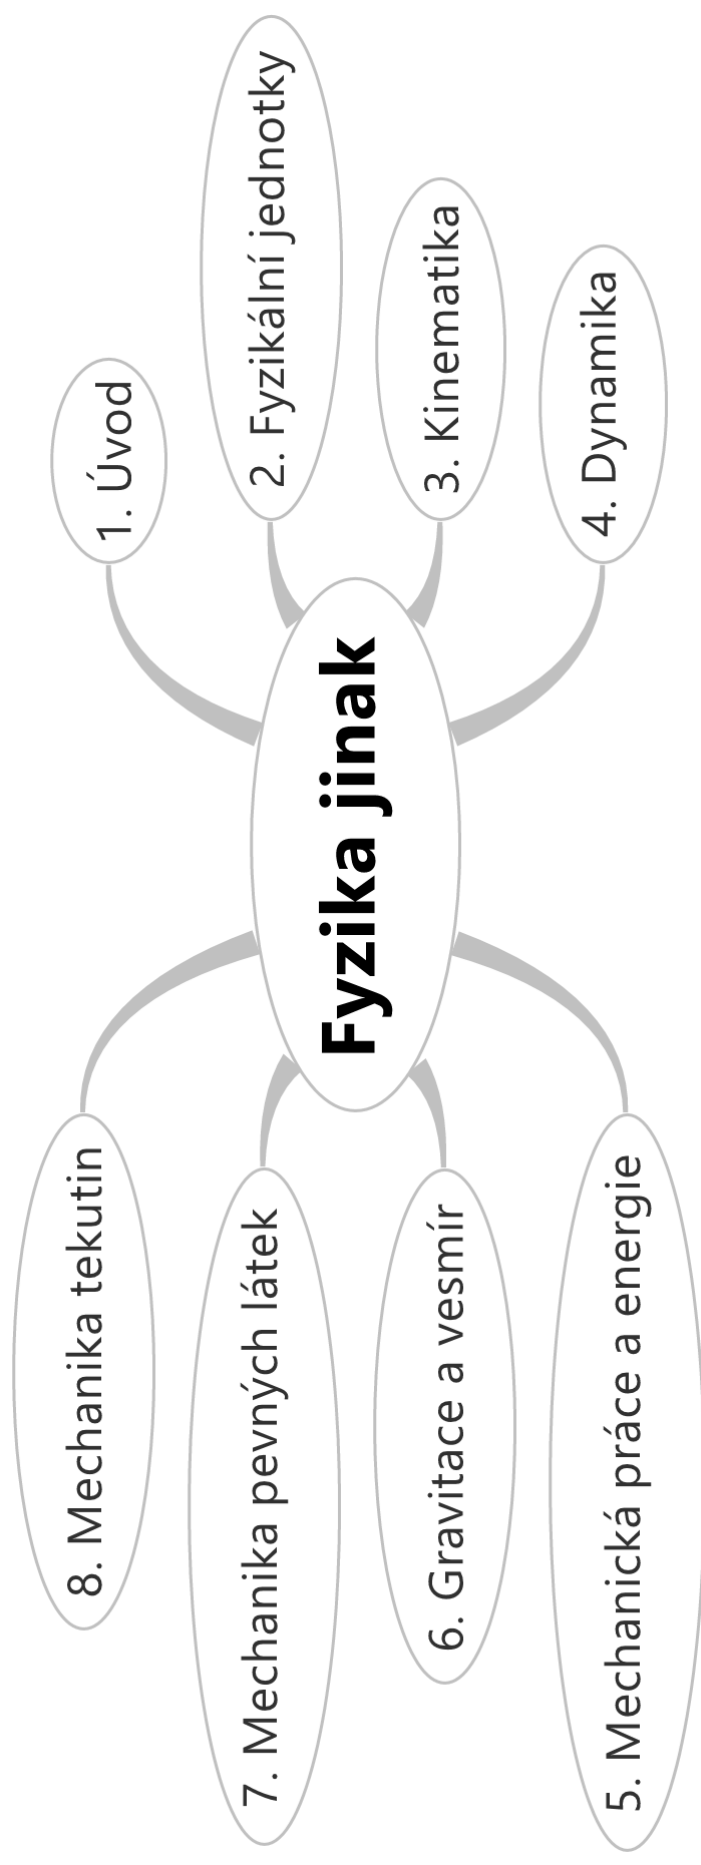 Fyzika jinak
1. Úvod
2. Fyzikální jednotky
3. Kinematika
4. Dynamika
5. Mechanická práce a energie
6. Gravitace a vesmír
7. Mechanika pevných látek
8. Mechanika tekutin